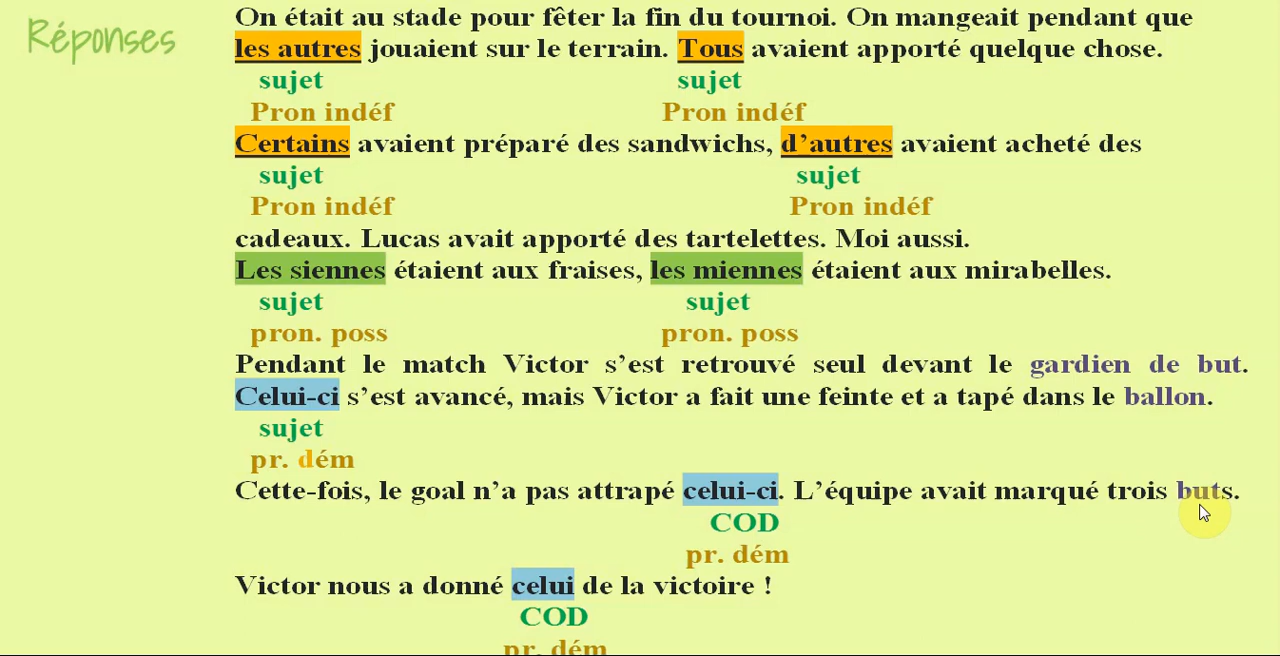 Réponses
On était au stade pour fêter la fin du tournoi. On mangeait pendant que
les autres jouaient sur le terrain. Tous avaient apporté quelque chose.
sujet sujet
Pron indéf Pron indéf
Certains avaient préparé des sandwichs, d’autres avaient acheté des
sujet sujet
Pron indéf Pron indéf
cadeaux. Lucas avait apporté des tartelettes. Moi aussi.
Les siennes étaient aux fraises, les miennes étaient aux mirabelles.
sujet sujet
pron. poss pron. poss
Pendant le match Victor s’est retrouvé seul devant le gardien de but.
Celui-ci s’est avancé, mais Victor a fait une feinte et a tapé dans le ballon.
sujet
pr. dém
Cette-fois, le goal n’a pas attrapé celui-ci. L’équipe avait marqué trois buts.
COD
pr. dém
Victor nous a donné celui de la victoire !
COD
pr. dém